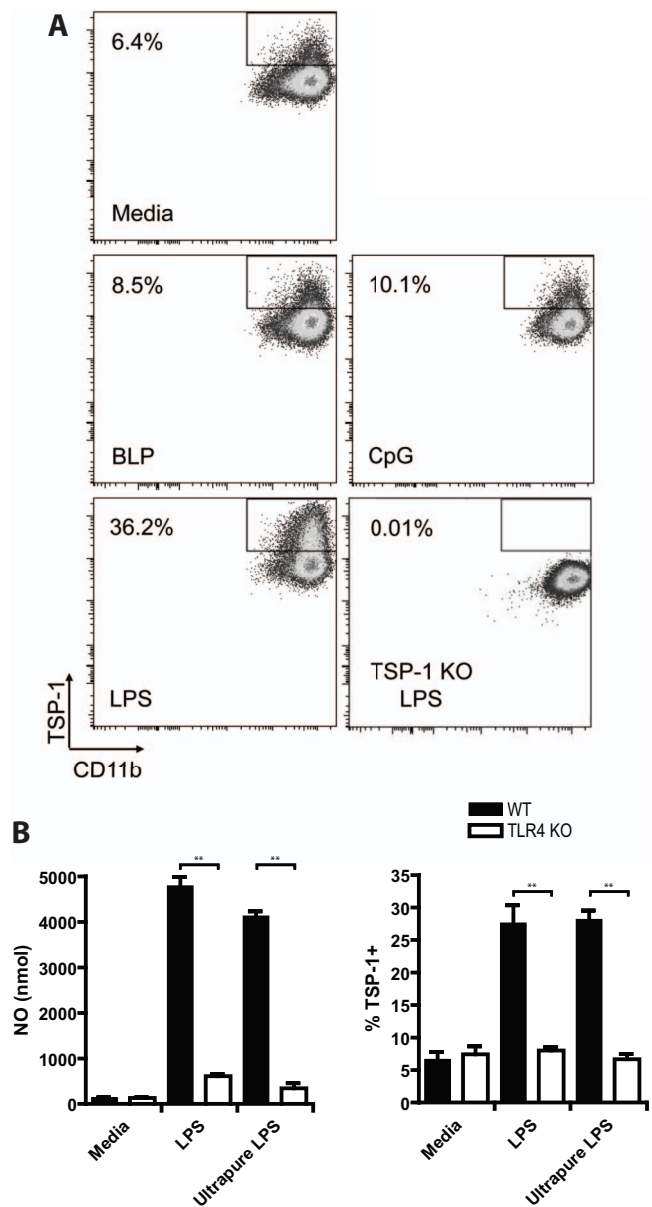 A
6.4%
Media
8.5%
BLP
10.1%
CpG
36.2%
LPS
0.01%
TSP-1 KO
LPS
TSP-1
CD11b
B
WT
TLR4 KO
NO (nmol)
5000
4000
3000
2000
1000
0
** **
Media
LPS
Ultrapure LPS
% TSP-1+
35
30
25
20
15
10
5
0
** **
Media
LPS
Ultrapure LPS